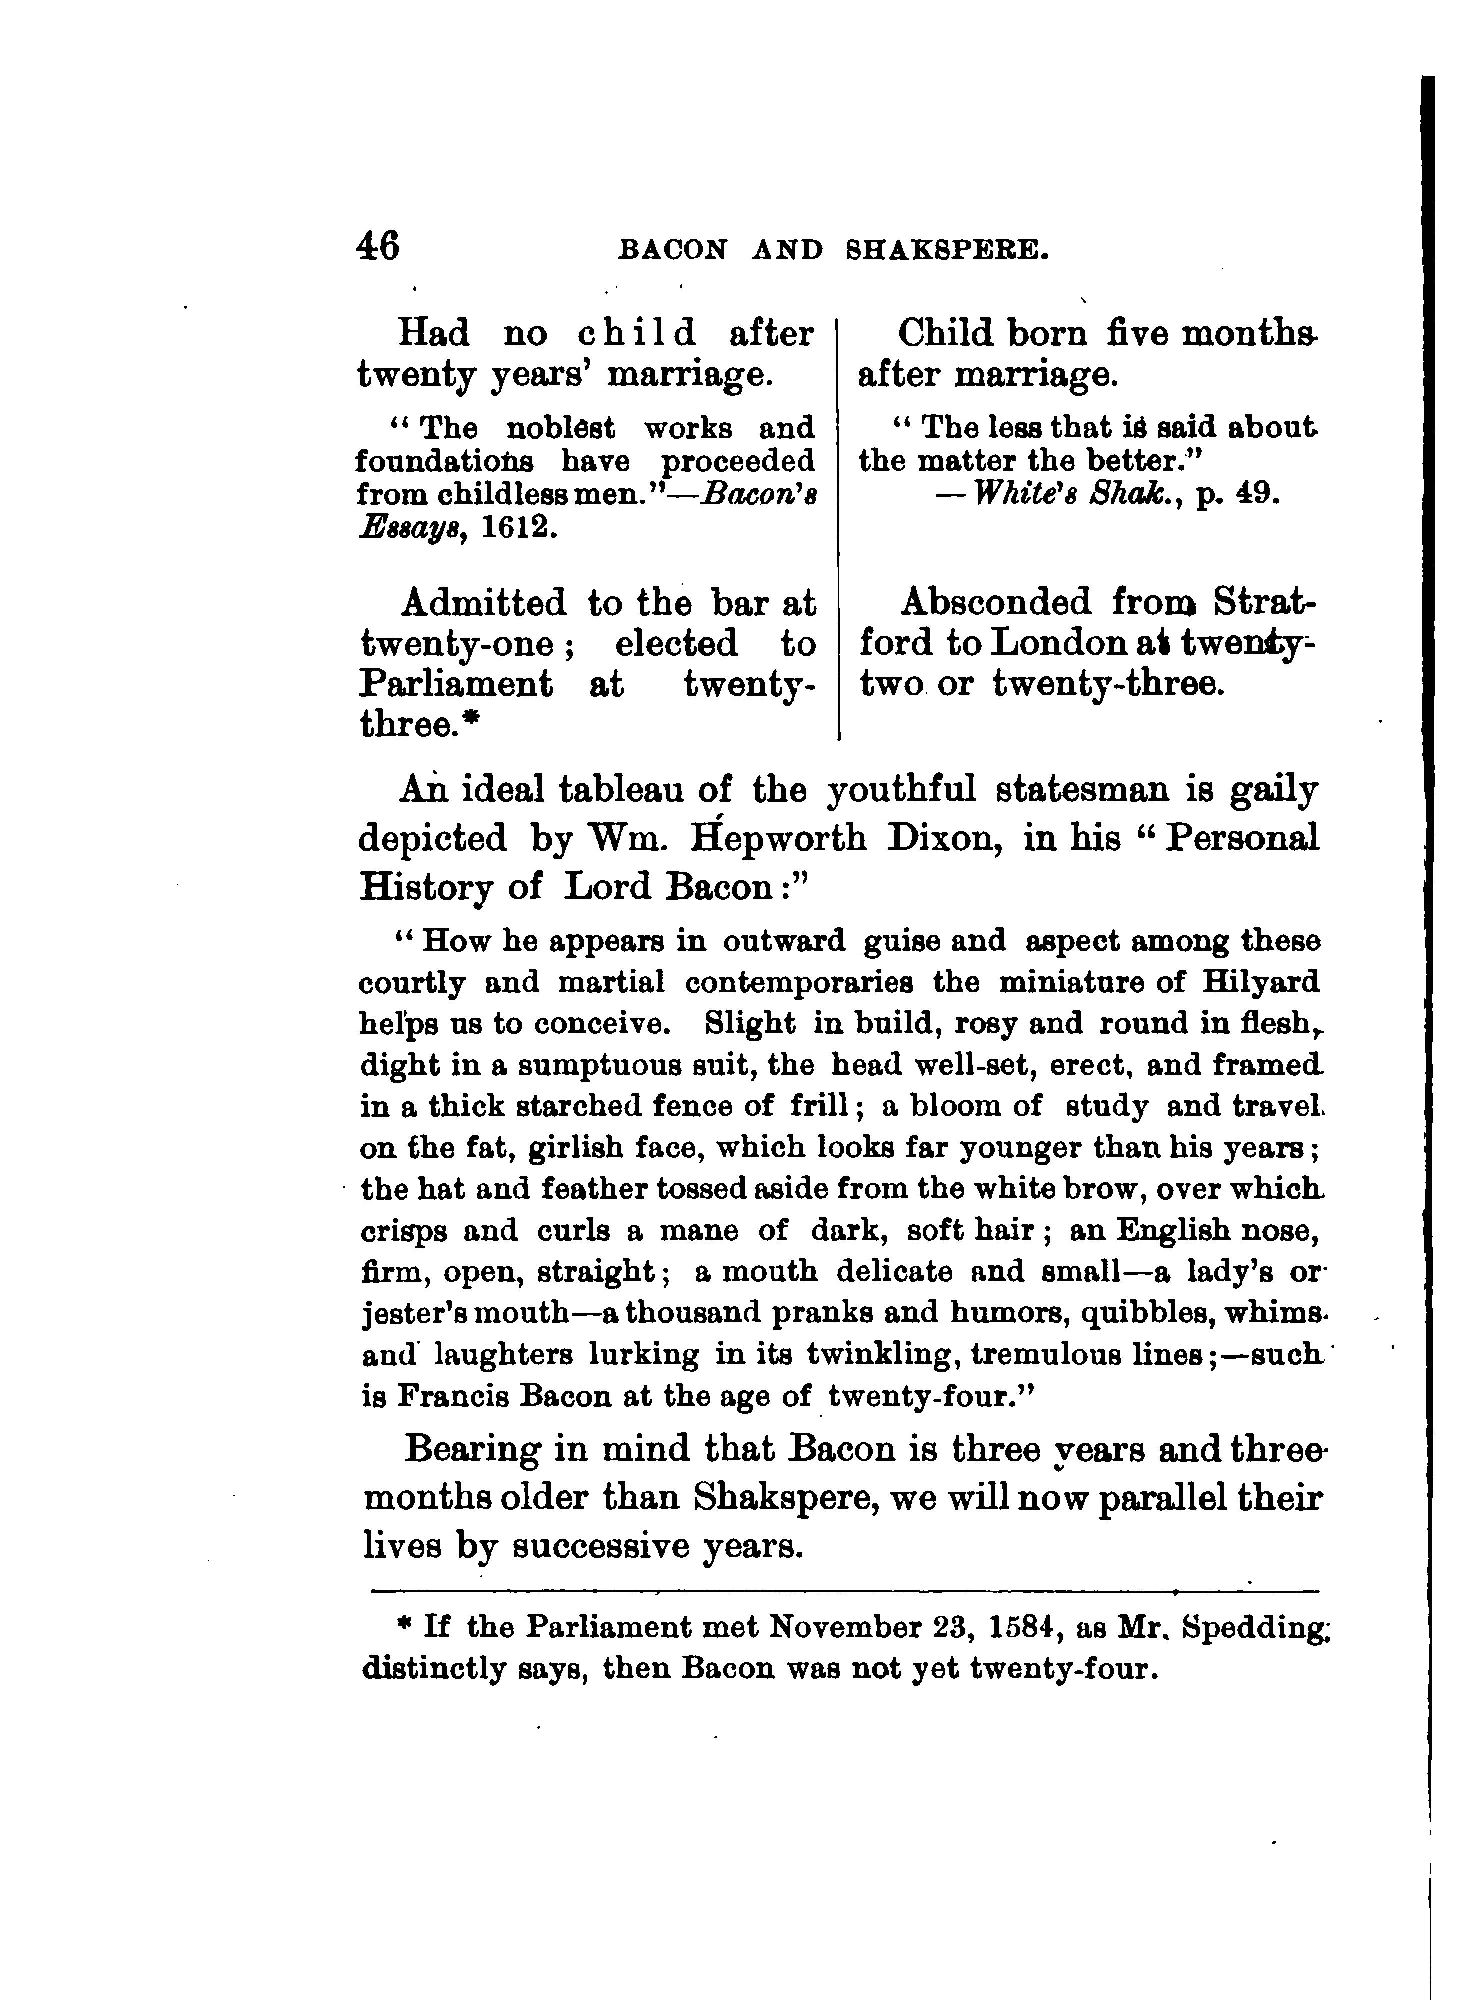 46 BACON AND SHAKSPERE.
Had no child after
twenty years' marriage.
" The noblest works and
foundations have proceeded
from childless men."—Bacon's
Essays, 1612.
Admitted to the bar at
twenty-one ; elected to
Parliament at twenty-
three.*
Child born five months
after marriage.
" The less that is said about
the matter the better."
— White's Shak., p. 49.
Absconded from Strat-
ford to London at twenty-
two or twenty-three.
An ideal tableau of the youthful statesman is gaily
depicted by Wm. Hepworth Dixon, in his " Personal
History of Lord Bacon :"
" How he appears in outward guise and aspect among these
courtly and martial contemporaries the miniature of Hilyard
helps us to conceive. Slight in build, rosy and round in flesh,
dight in a sumptuous suit, the head well-set, erect, and framed
in a thick starched fence of frill ; a bloom of study and travel
on the fat, girlish face, which looks far younger than his years ;
the hat and feather tossed aside from the white brow, over which
crisps and curls a mane of dark, soft hair ; an English nose,
firm, open, straight ; a mouth delicate and small—a lady's or
jester's mouth—a thousand pranks and humors, quibbles, whims
and laughters lurking in its twinkling, tremulous lines ;—such
is Francis Bacon at the age of twenty-four."
Bearing in mind that Bacon is three years and three
months older than Shakspere, we will now parallel their
lives by successive years.
* If the Parliament met November 23, 1584, as Mr. Spedding
distinctly says, then Bacon was not yet twenty-four.